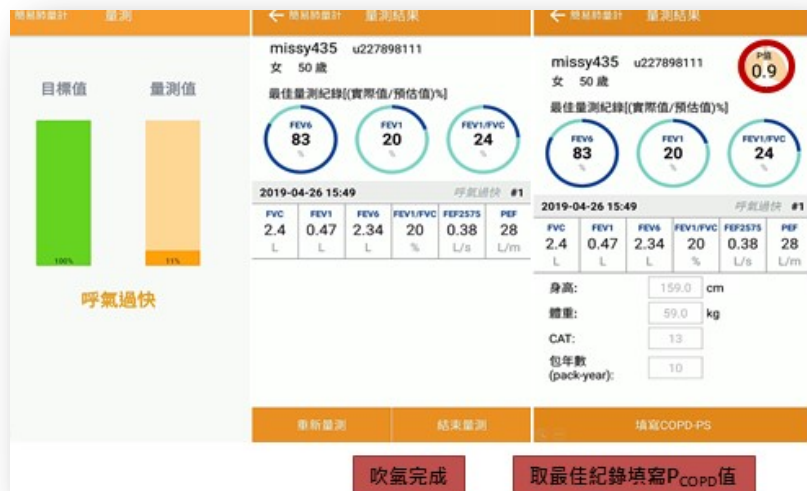 簡易肺量計 量測
目標值 量測值
100% 11%
呼氣過快
簡易肺量計 量測結果
missy435 u227898111
女 50 歲
最佳量測紀錄[(實際值/預估值)%]
FEV6 FEV1 FEV1/FVC
83 20 24
% % %
2019-04-26 15:49 呼氣過快 #1
FVC FEV1 FEV6 FEV1/FVC FEF2575 PEF
2.4 0.47 2.34 20 0.38 28
L L L % L/s L/m
重新量測 結束量測
吹氣完成
簡易肺量計 量測結果
P值
0.9
missy435 u227898111
女 50 歲
最佳量測紀錄[(實際值/預估值)%]
FEV6 FEV1 FEV1/FVC
83 20 24
% % %
2019-04-26 15:49 呼氣過快 #1
FVC FEV1 FEV6 FEV1/FVC FEF2575 PEF
2.4 0.47 2.34 20 0.38 28
L L L % L/s L/m
身高: 159.0 cm
體重: 59.0 kg
CAT: 13
包年數
(pack-year): 10
填寫COPD-PS
取最佳紀錄填寫PCOPD值